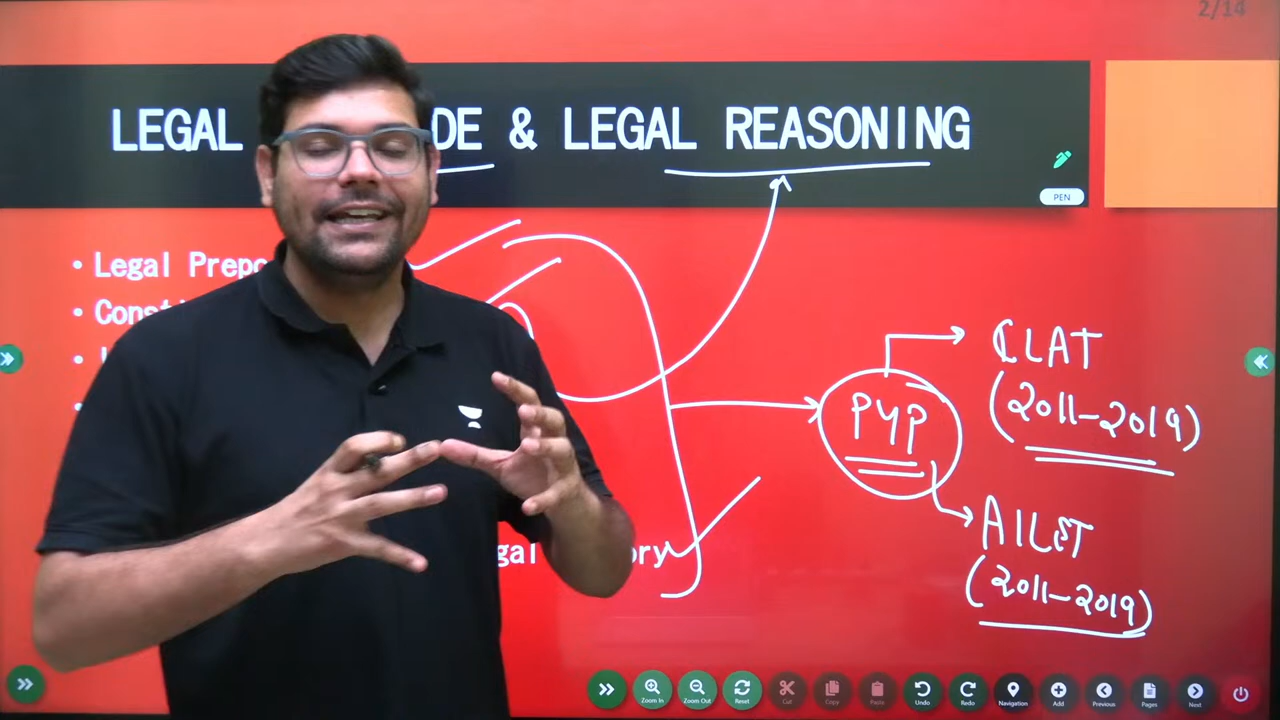 2/14
LEGAL DE & LEGAL REASONING
PEN
• Legal Prepo
• Const
CLAT
(2011-2019)
PYP
AILET
(2011-2019)
gal ory
Zoom In Zoom Out Reset Cut Copy Paste Undo Redo Navigation Add Previous Pages Next